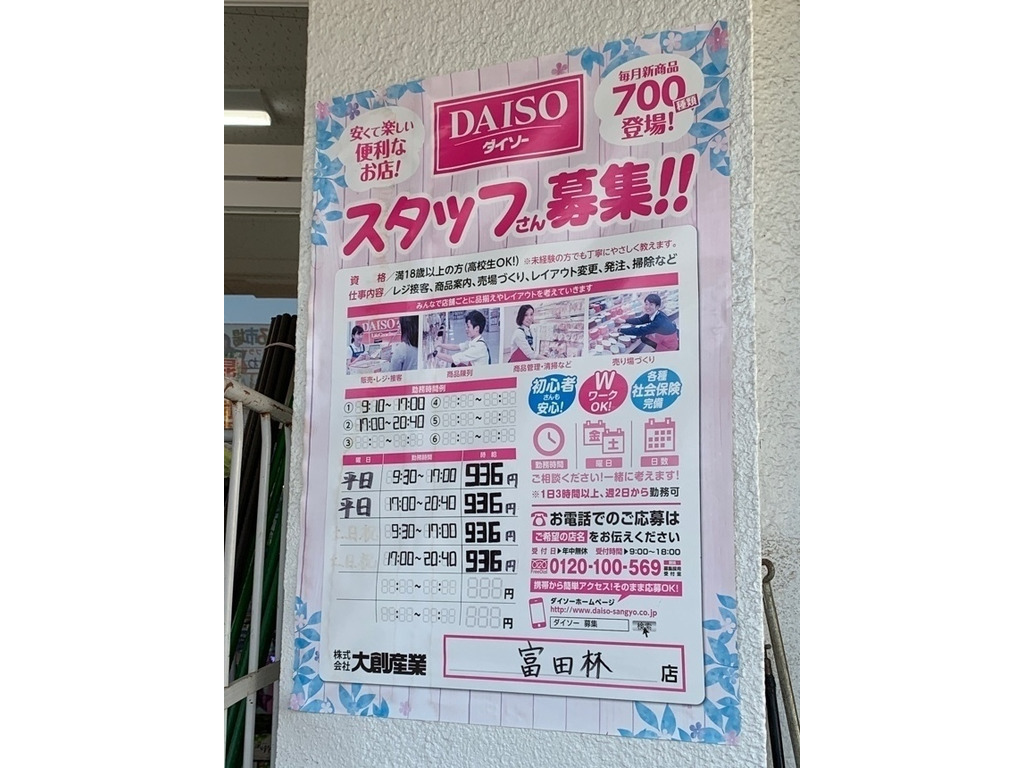 安くて楽しい
便利な
お店!
DAISO
ダイソー
毎月新商品
700種類
登場!
スタッフさん募集!!
資 格/満18歳以上の方(高校生OK!) ※未経験の方でも丁寧にやさしく教えます。
仕事内容/レジ接客、商品案内、売場づくり、レイアウト変更、発注、掃除など
みんなで店舗ごとに品揃えやレイアウトを考えていきます
DAISO
販売・レジ・接客
商品陳列
商品管理・清掃など
売り場づくり
勤務時間例
① 9:10~17:00 ④
② 17:00~20:40 ⑤
③ ⑥
初心者
さんも
安心!
W
ワーク
OK!
各種
社会保険
完備
金 土
勤務時間 曜日 日数
ご相談ください!一緒に考えます!
※1日3時間以上、週2日から勤務可
曜日 勤務時間 時給
平日 9:30~17:00 936円
平日 17:00~20:40 936円
土.日.祝 9:30~17:00 936円
土.日.祝 17:00~20:40 936円
~ 円
~ 円
お電話でのご応募は
ご希望の店名をお伝えください
受付日▶年中無休 受付時間▶9:00~18:00
0120-100-569
携帯から簡単アクセス!そのまま応募OK!
ダイソーホームページ
http://www.daiso-sangyo.co.jp
ダイソー 募集 検索
株式
会社 大創産業
富田林 店